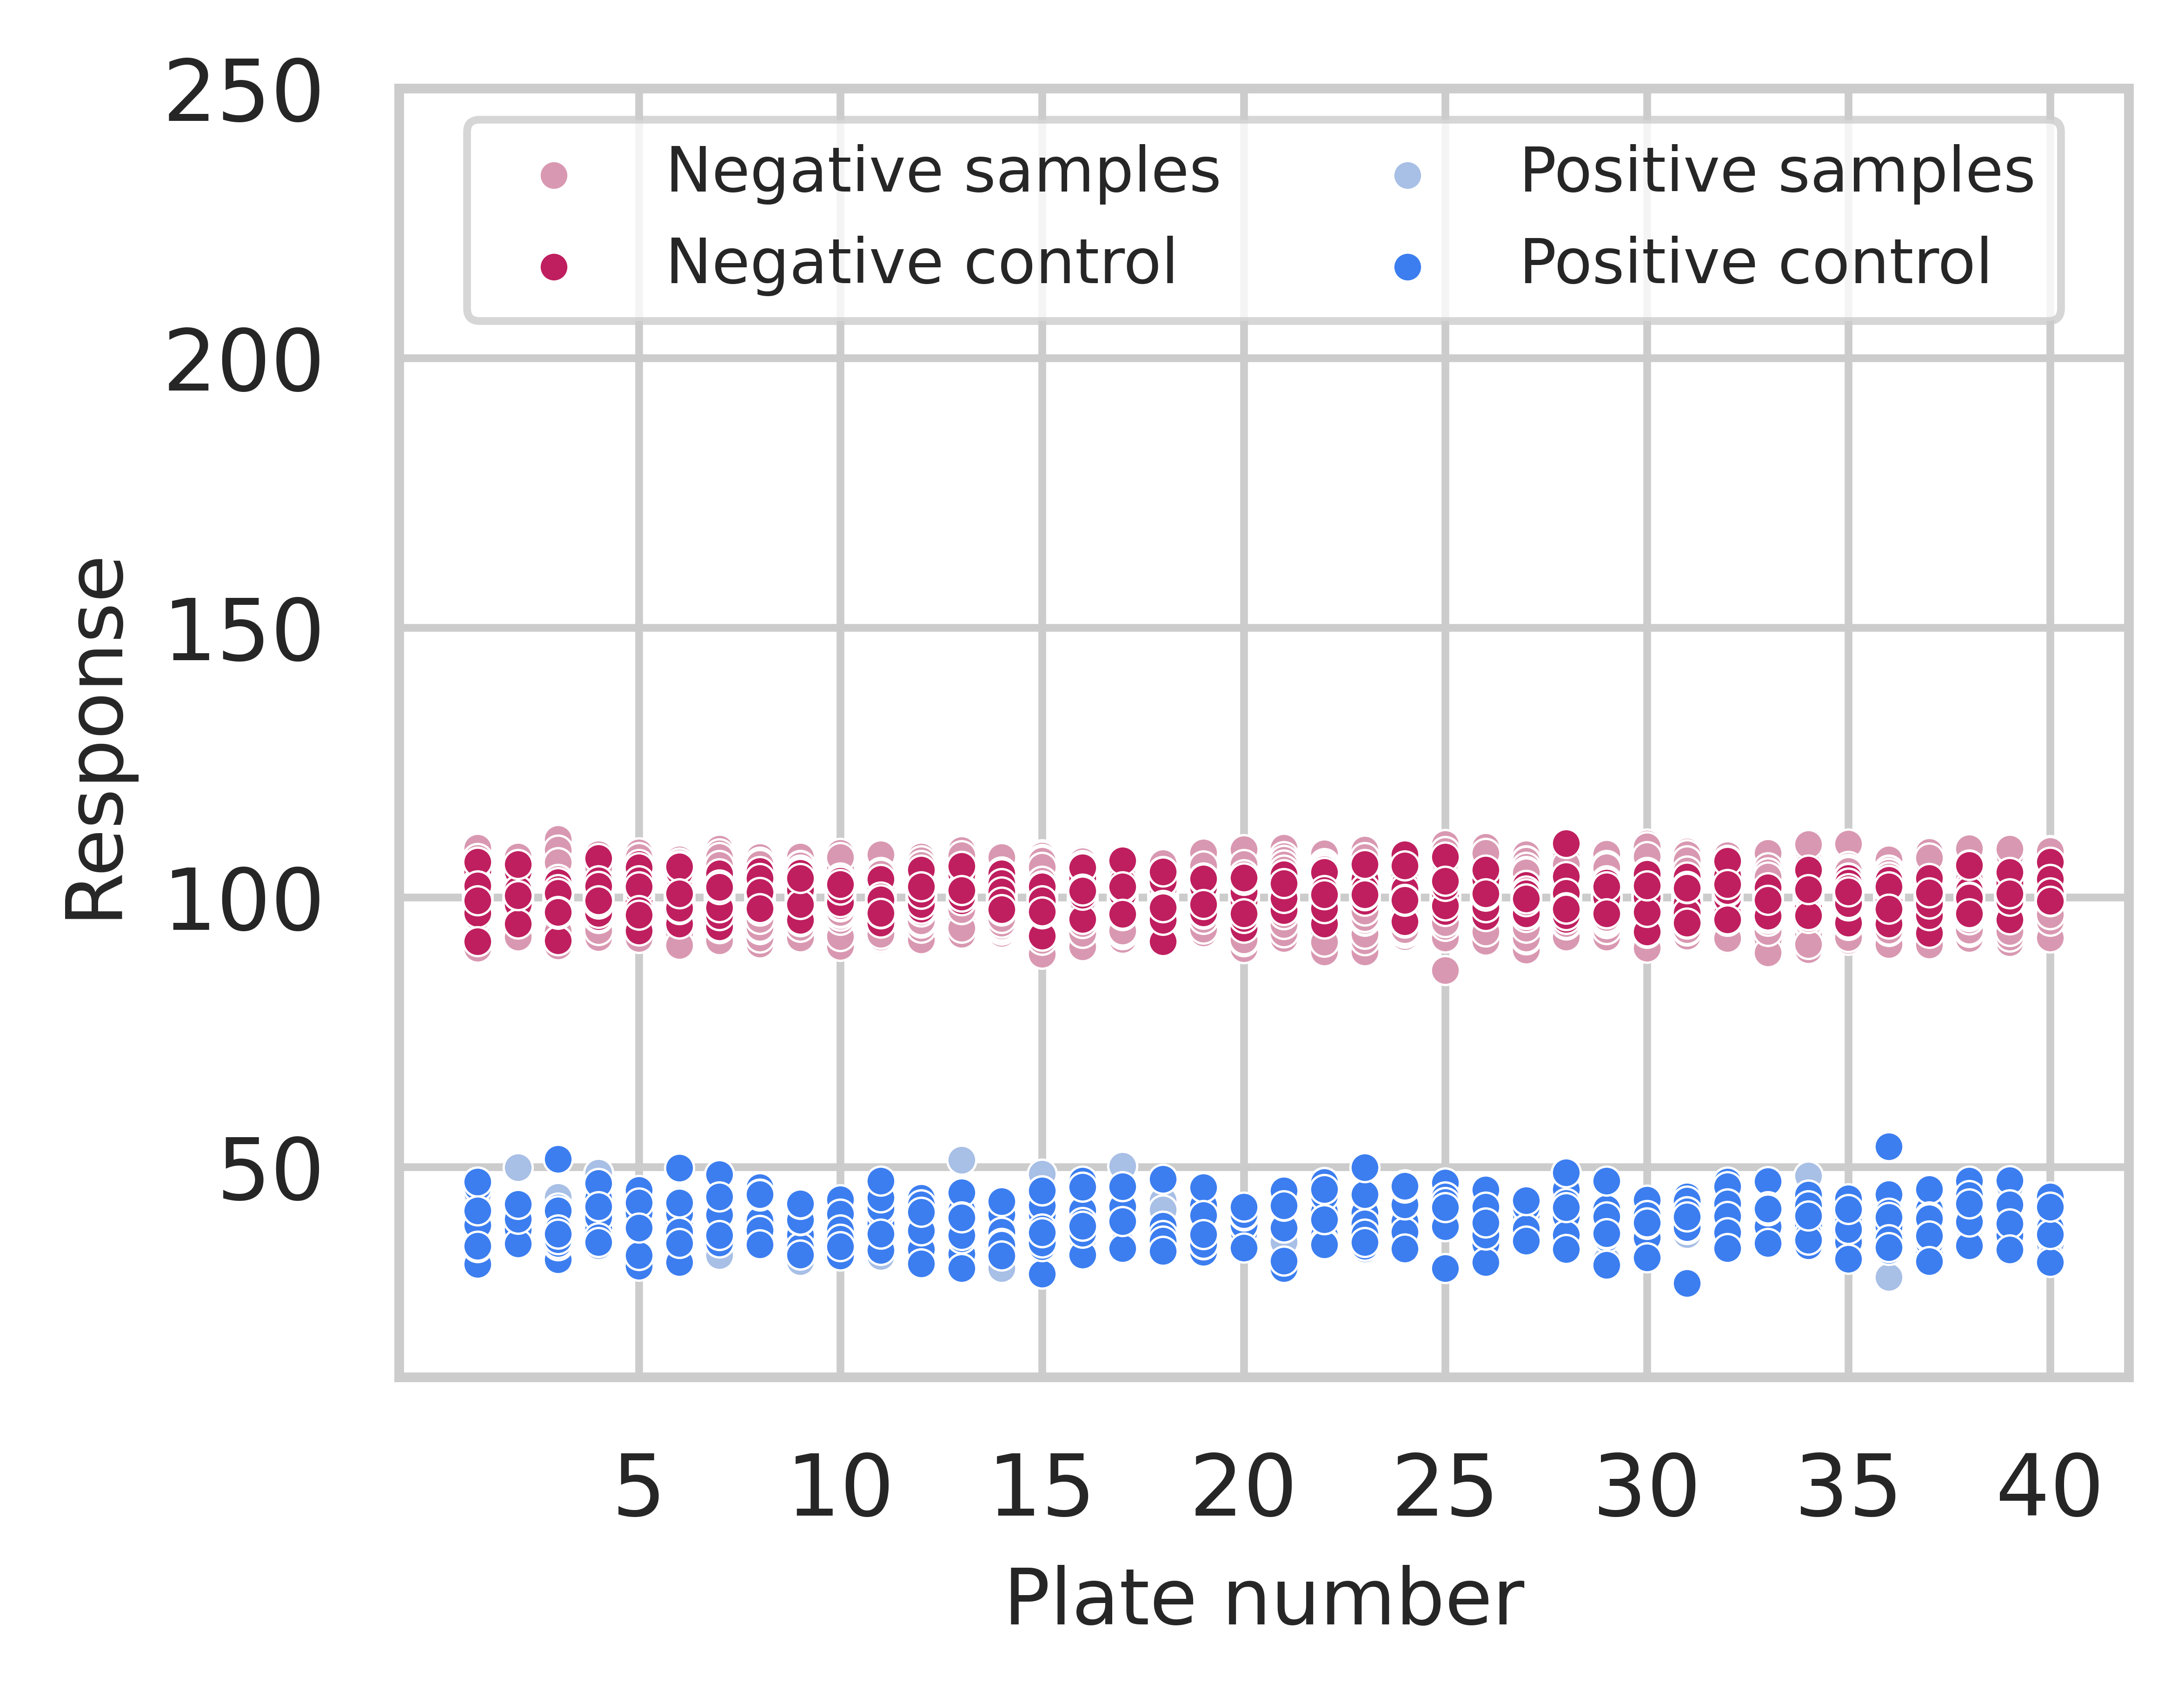 250
Negative samples Positive samples
Negative control Positive control
200
150
100
50
Response
5 10 15 20 25 30 35 40
Plate number